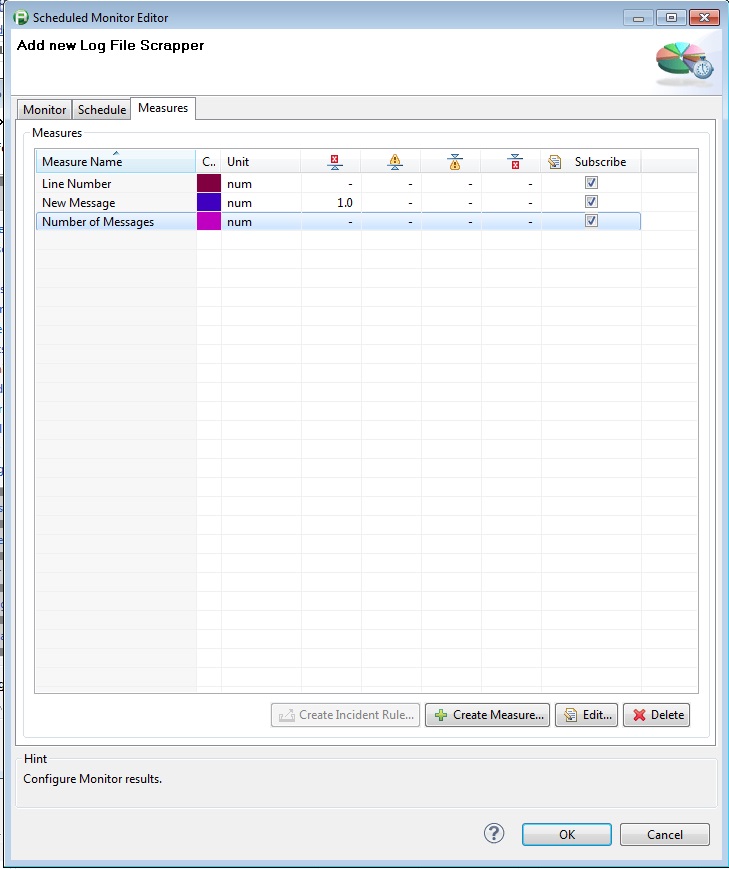 Scheduled Monitor Editor
Add new Log File Scrapper
Monitor Schedule Measures
Measures
Measure Name C.. Unit Subscribe
Line Number num - - - -
New Message num 1.0 - - -
Number of Messages num - - - -
Create Incident Rule... Create Measure... Edit... Delete
Hint
Configure Monitor results.
? OK Cancel